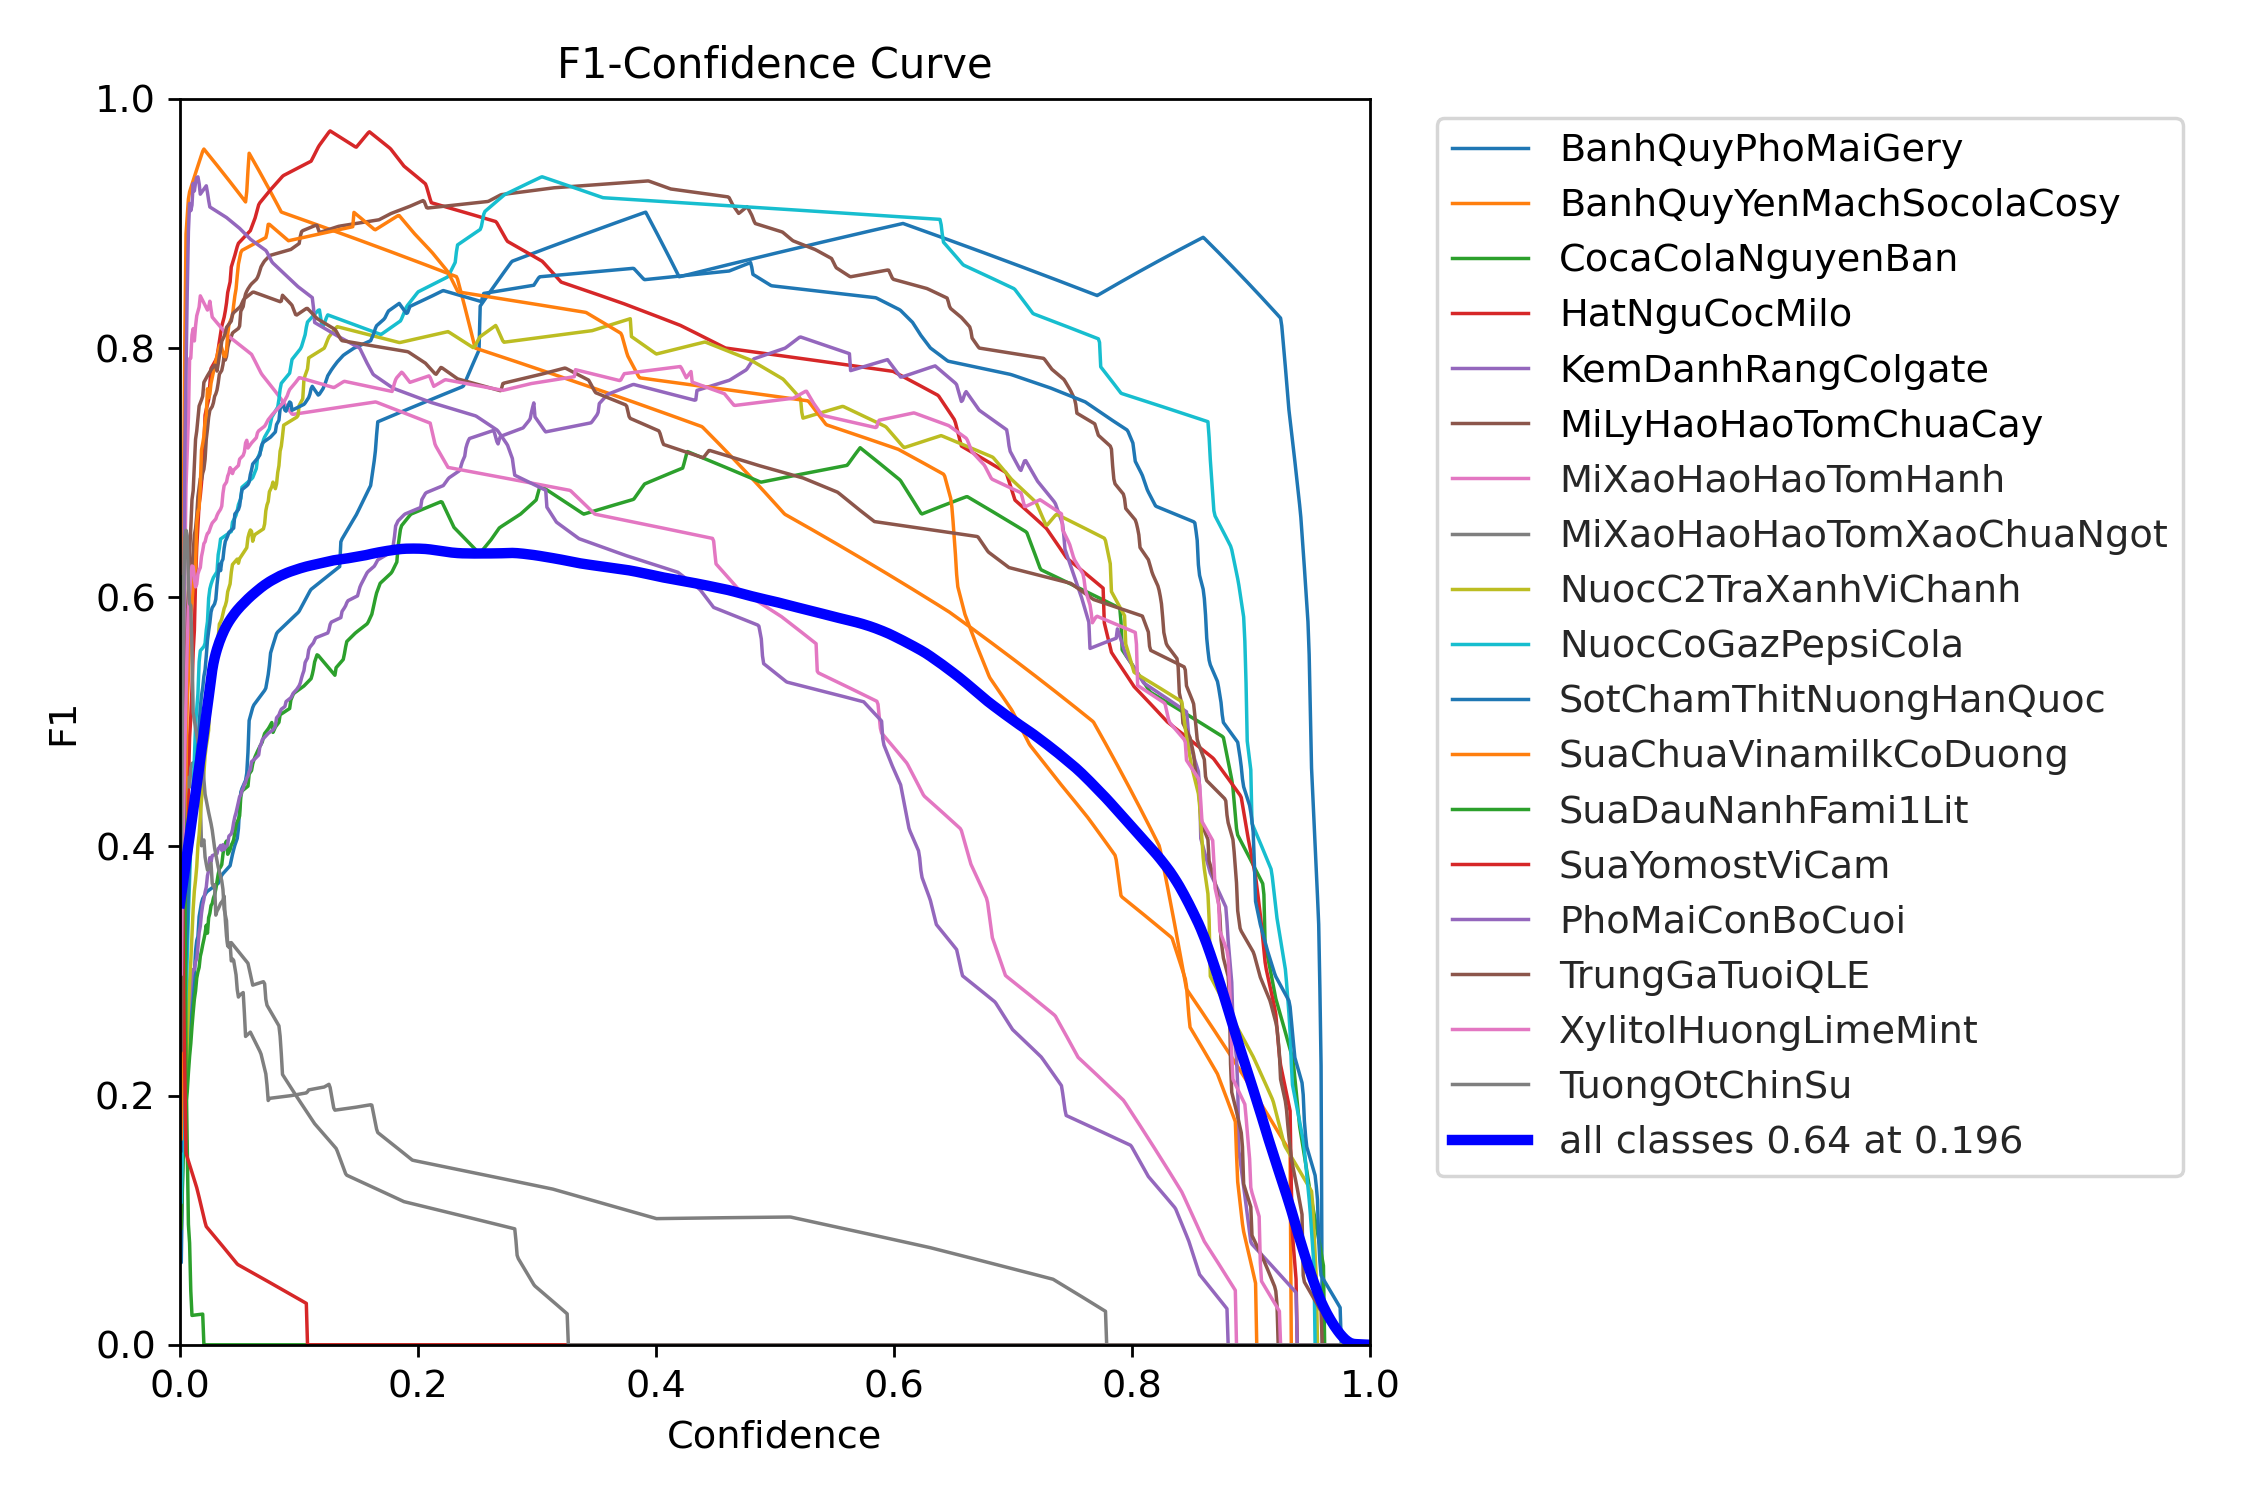 F1-Confidence Curve
1.0
0.8
0.6
0.4
0.2
0.0
F1
0.0 0.2 0.4 0.6 0.8 1.0
Confidence
BanhQuyPhoMaiGery
BanhQuyYenMachSocolaCosy
CocaColaNguyenBan
HatNguCocMilo
KemDanhRangColgate
MiLyHaoHaoTomChuaCay
MiXaoHaoHaoTomHanh
MiXaoHaoHaoTomXaoChuaNgot
NuocC2TraXanhViChanh
NuocCoGazPepsiCola
SotChamThitNuongHanQuoc
SuaChuaVinamilkCoDuong
SuaDauNanhFami1Lit
SuaYomostViCam
PhoMaiConBoCuoi
TrungGaTuoiQLE
XylitolHuongLimeMint
TuongOtChinSu
all classes 0.64 at 0.196